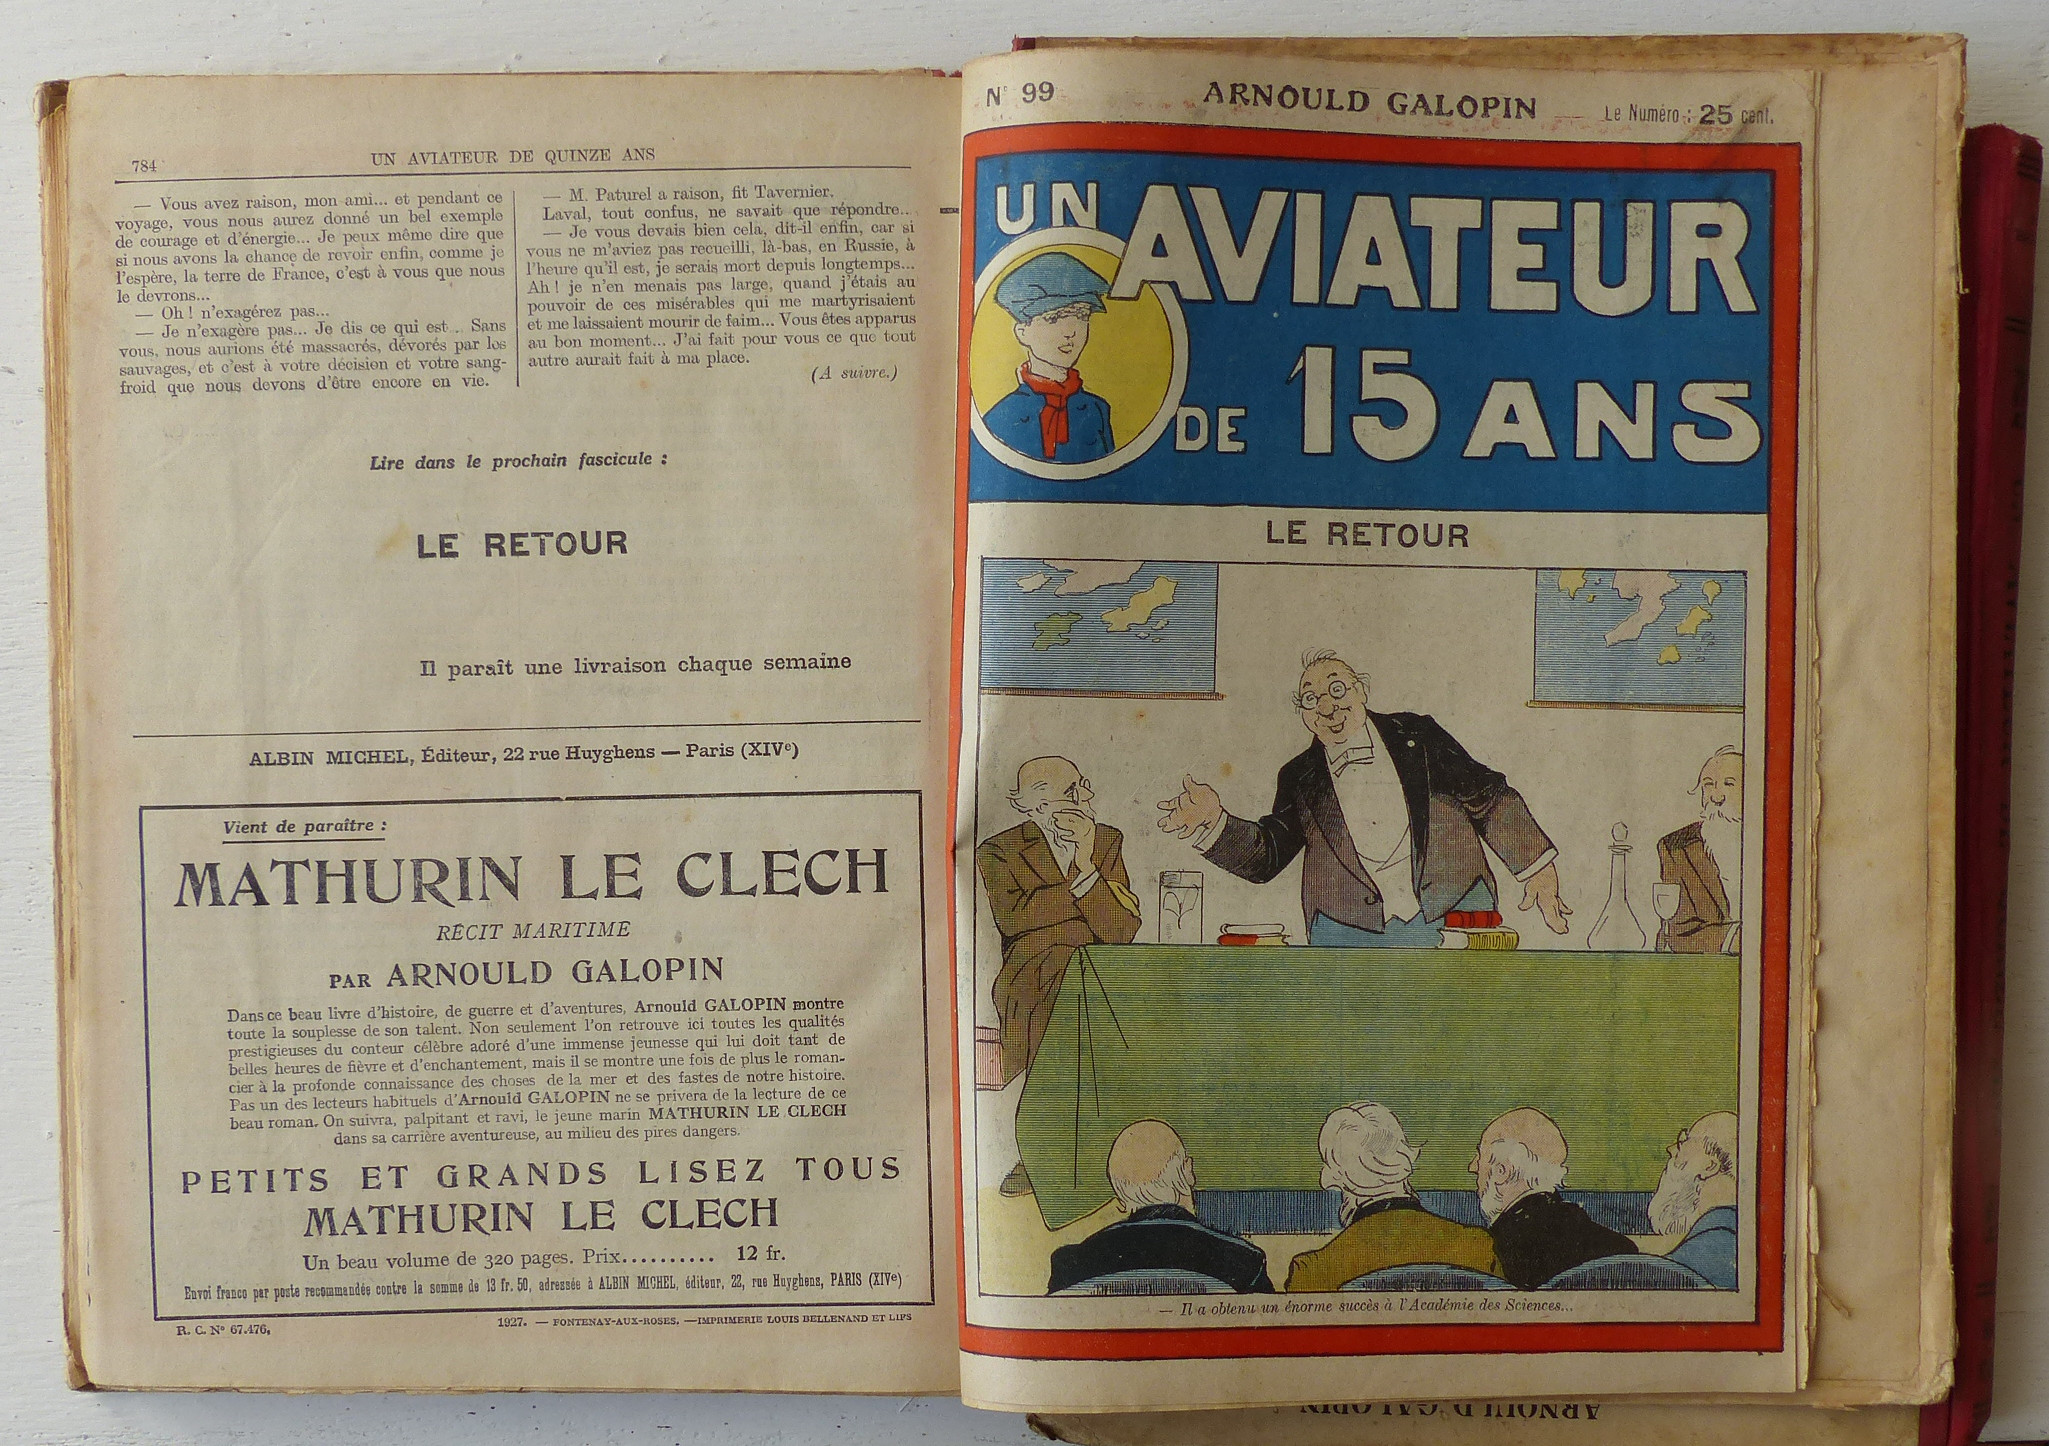 784
UN AVIATEUR DE QUINZE ANS
— Vous avez raison, mon ami... et pendant ce
voyage, vous nous aurez donné un bel exemple
de courage et d'énergie... Je peux même dire que
si nous avons la chance de revoir enfin, comme je
l'espère, la terre de France, c'est à vous que nous
le devrons...
— Oh ! n'exagérez pas...
— Je n'exagère pas... Je dis ce qui est... Sans
vous, nous aurions été massacrés, dévorés par les
sauvages, et c'est à votre décision et votre sang-
froid que nous devons d'être encore en vie.
— M. Paturel a raison, fit Tavernier.
Laval, tout confus, ne savait que répondre...
— Je vous devais bien cela, dit-il enfin, car si
vous ne m'aviez pas recueilli, là-bas, en Russie, à
l'heure qu'il est, je serais mort depuis longtemps...
Ah ! je n'en menais pas large, quand j'étais au
pouvoir de ces misérables qui me martyrisaient
et me laissaient mourir de faim... Vous êtes apparus
au bon moment... J'ai fait pour vous ce que tout
autre aurait fait à ma place.
(A suivre.)
Lire dans le prochain fascicule :
LE RETOUR
Il paraît une livraison chaque semaine
ALBIN MICHEL, Éditeur, 22 rue Huyghens — Paris (XIVe)
Vient de paraître :
MATHURIN LE CLECH
RÉCIT MARITIME
PAR ARNOULD GALOPIN
Dans ce beau livre d'histoire, de guerre et d'aventures, Arnould GALOPIN montre
toute la souplesse de son talent. Non seulement l'on retrouve ici toutes les qualités
prestigieuses du conteur célèbre adoré d'une immense jeunesse qui lui doit tant de
belles heures de fièvre et d'enchantement, mais il se montre une fois de plus le roman-
cier à la profonde connaissance des choses de la mer et des fastes de notre histoire.
Pas un des lecteurs habituels d'Arnould GALOPIN ne se privera de la lecture de ce
beau roman. On suivra, palpitant et ravi, le jeune marin MATHURIN LE CLECH
dans sa carrière aventureuse, au milieu des pires dangers.
PETITS ET GRANDS LISEZ TOUS
MATHURIN LE CLECH
Un beau volume de 320 pages. Prix.......... 12 fr.
Envoi franco par poste recommandée contre la somme de 13 fr. 50, adressée à ALBIN MICHEL, éditeur, 22, rue Huyghens, PARIS (XIVe)
R. C. No 67.476,
1927. — FONTENAY-AUX-ROSES. — IMPRIMERIE LOUIS BELLENAND ET FILS
No 99
ARNOULD GALOPIN
Le Numéro : 25 cent.
UN AVIATEUR
DE 15 ANS
LE RETOUR
— Il a obtenu un énorme succès à l'Académie des Sciences...
ARNOULD GALOPIN